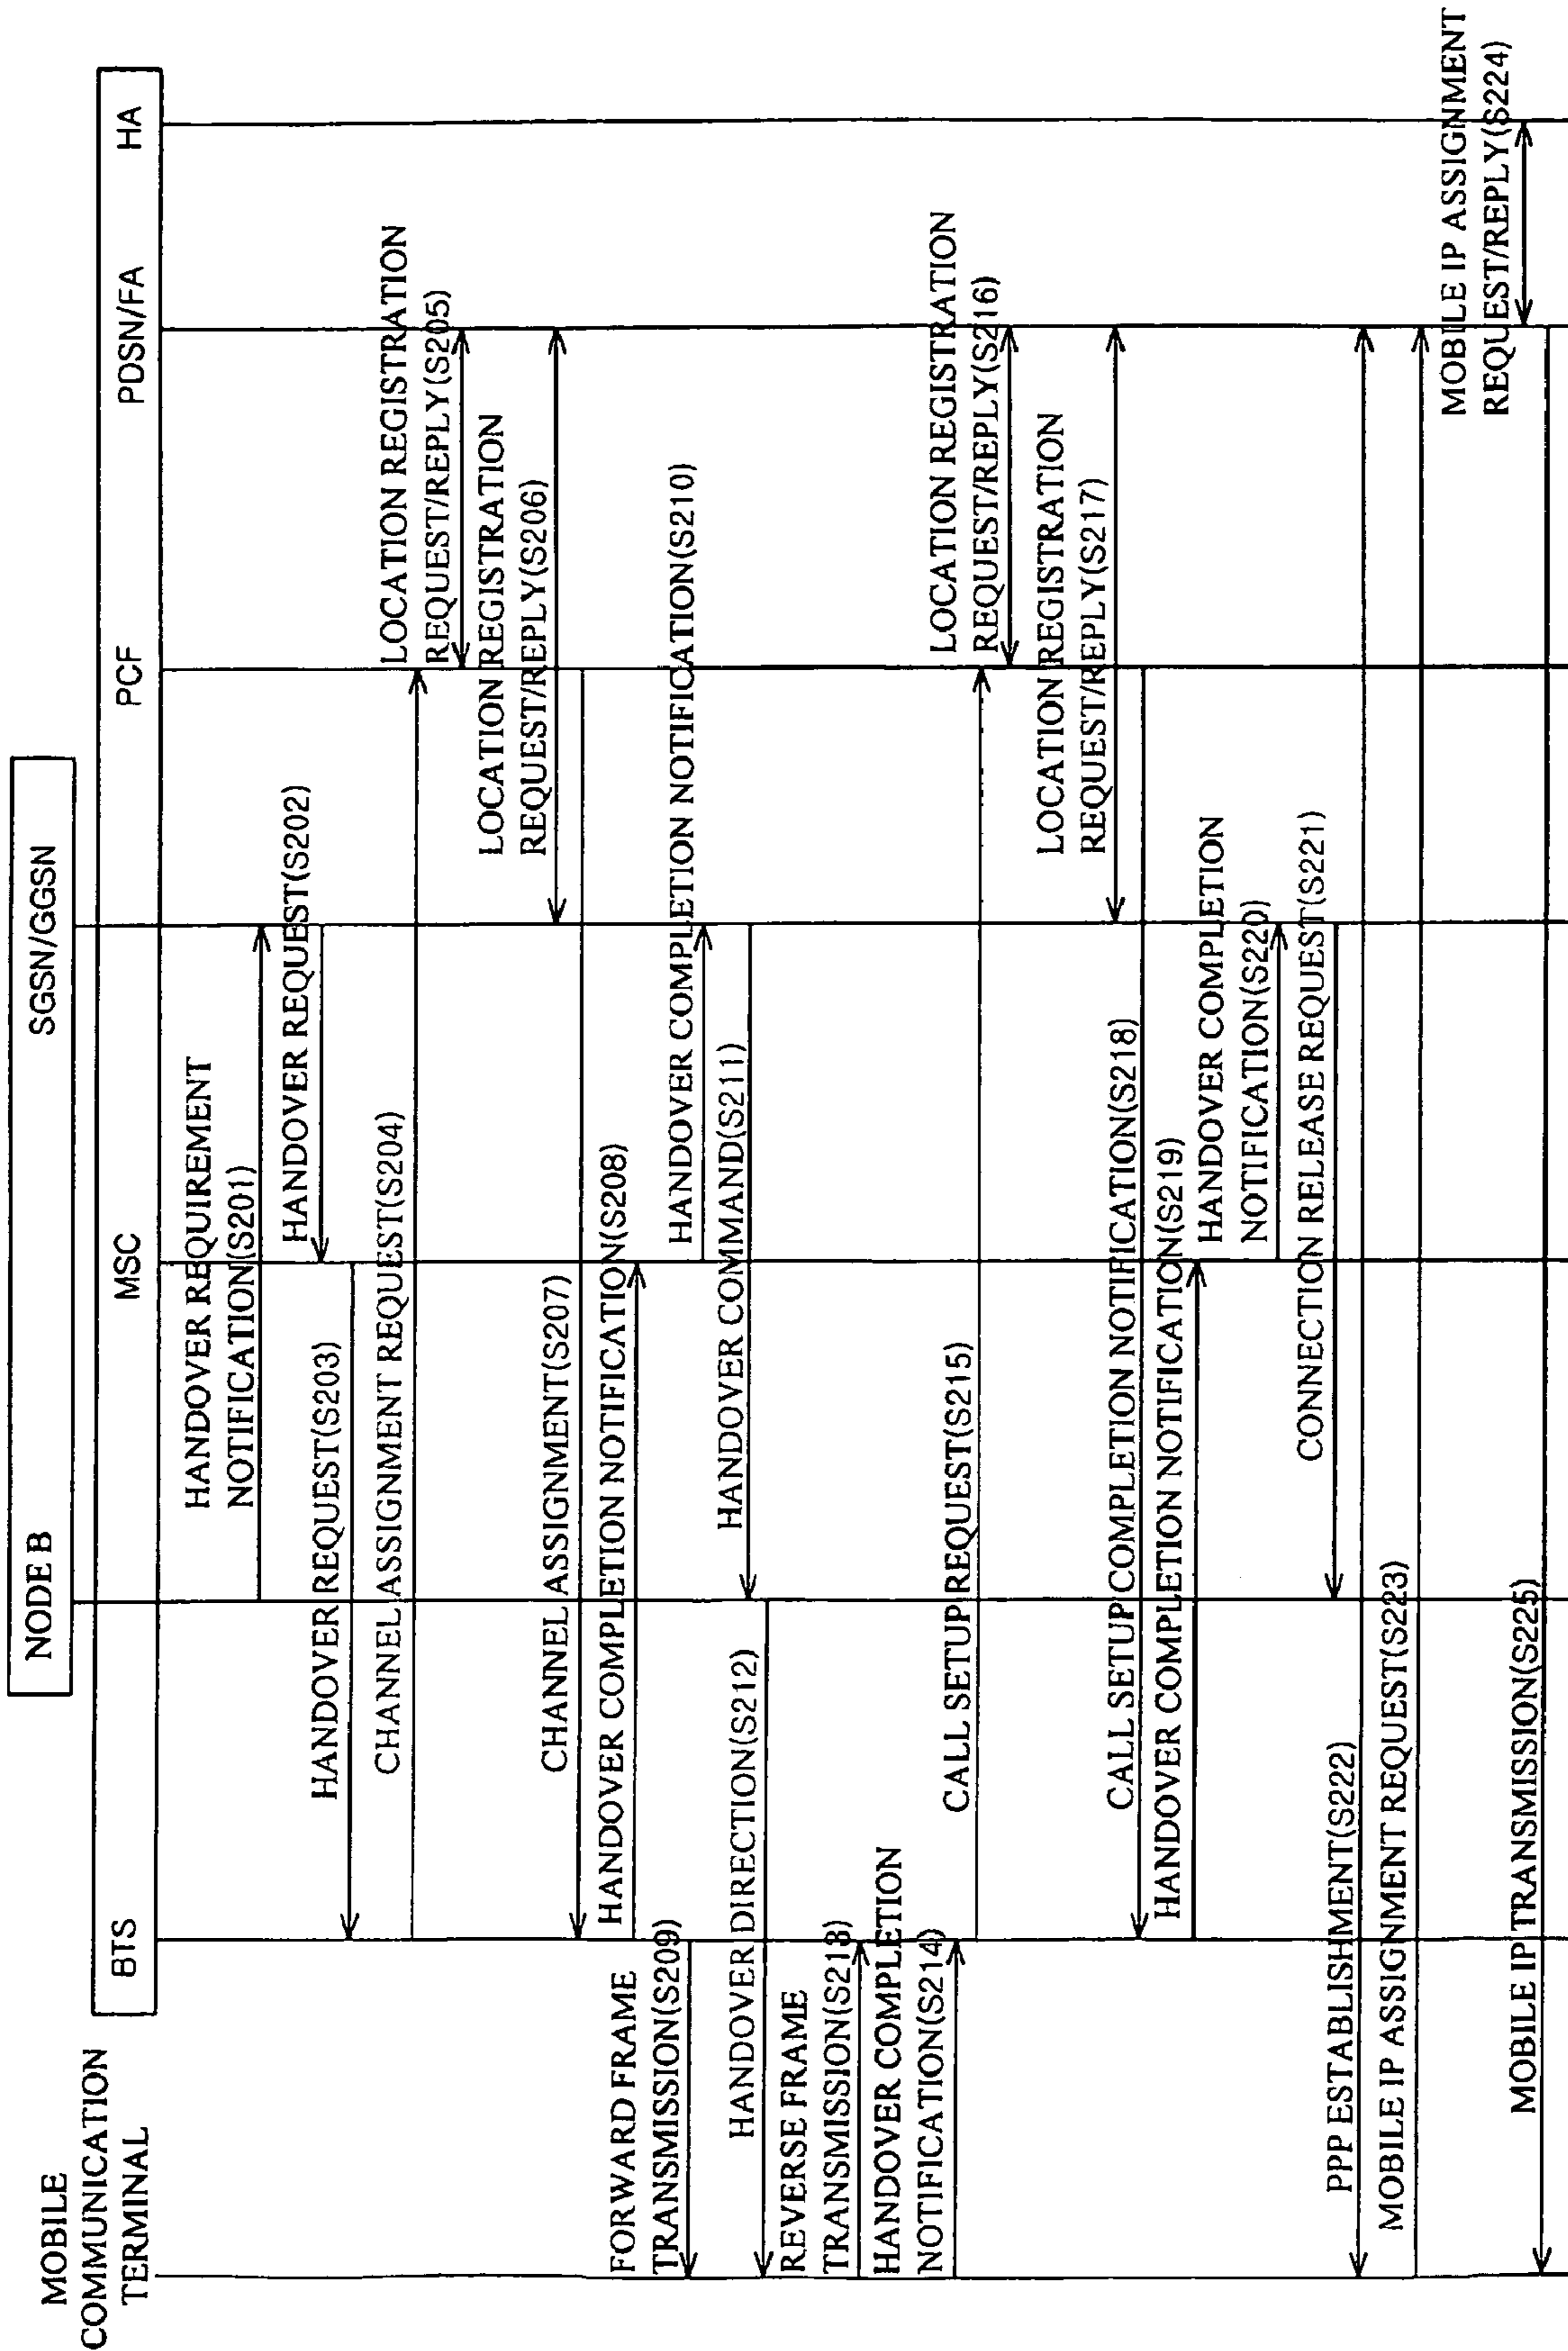 MOBILE
COMMUNICATION
TERMINAL
NODE B
SGSN/GGSN
BTS
MSC
PCF
PDSN/FA
HA
HANDOVER REQUIREMENT
NOTIFICATION(S201)
HANDOVER REQUEST(S202)
HANDOVER REQUEST(S203)
CHANNEL ASSIGNMENT REQUEST(S204)
LOCATION REGISTRATION
REQUEST/REPLY(S205)
LOCATION REGISTRATION
REQUEST/REPLY(S206)
CHANNEL ASSIGNMENT(S207)
HANDOVER COMPLETION NOTIFICATION(S208)
FORWARD FRAME
TRANSMISSION(S209)
HANDOVER COMPLETION NOTIFICATION(S210)
HANDOVER COMMAND(S211)
HANDOVER DIRECTION(S212)
REVERSE FRAME
TRANSMISSION(S213)
HANDOVER COMPLETION
NOTIFICATION(S214)
CALL SETUP REQUEST(S215)
LOCATION REGISTRATION
REQUEST/REPLY(S216)
LOCATION REGISTRATION
REQUEST/REPLY(S217)
CALL SETUP COMPLETION NOTIFICATION(S218)
HANDOVER COMPLETION NOTIFICATION(S219)
HANDOVER COMPLETION
NOTIFICATION(S220)
CONNECTION RELEASE REQUEST(S221)
PPP ESTABLISHMENT(S222)
MOBILE IP ASSIGNMENT REQUEST(S223)
MOBILE IP ASSIGNMENT
REQUEST/REPLY(S224)
MOBILE IP TRANSMISSION(S225)